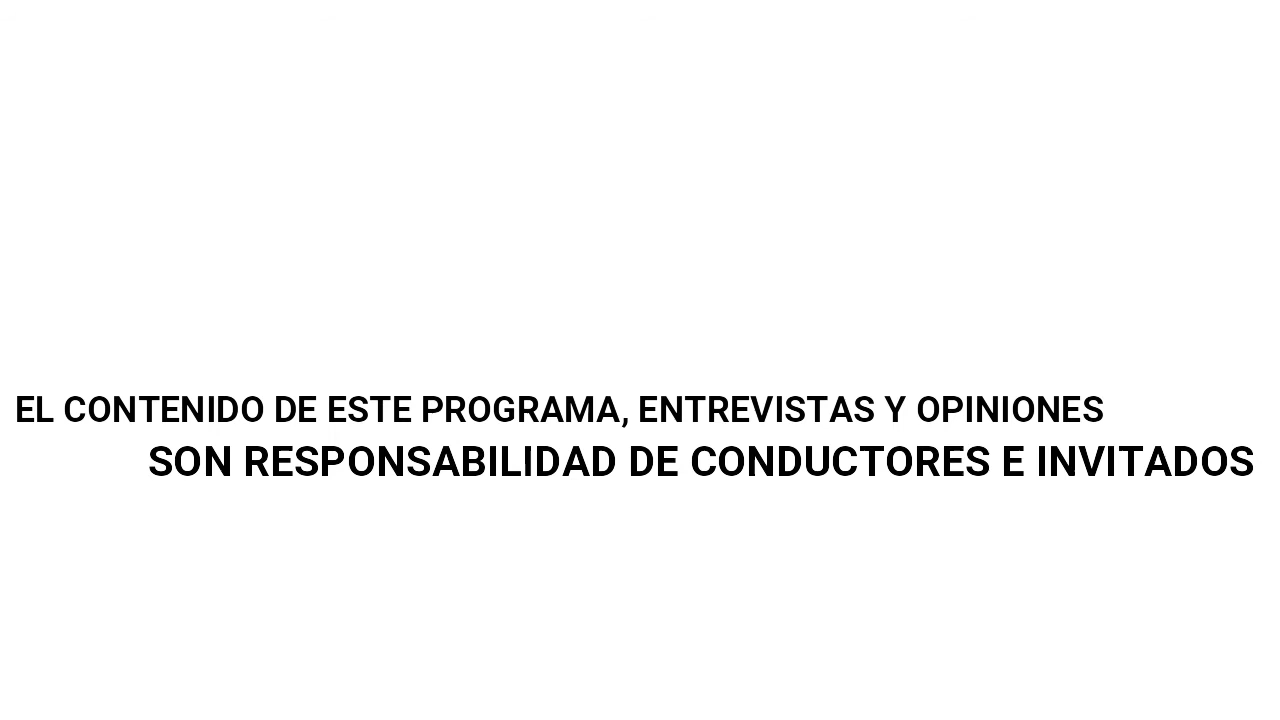 EL CONTENIDO DE ESTE PROGRAMA, ENTREVISTAS Y OPINIONES
SON RESPONSABILIDAD DE CONDUCTORES E INVITADOS